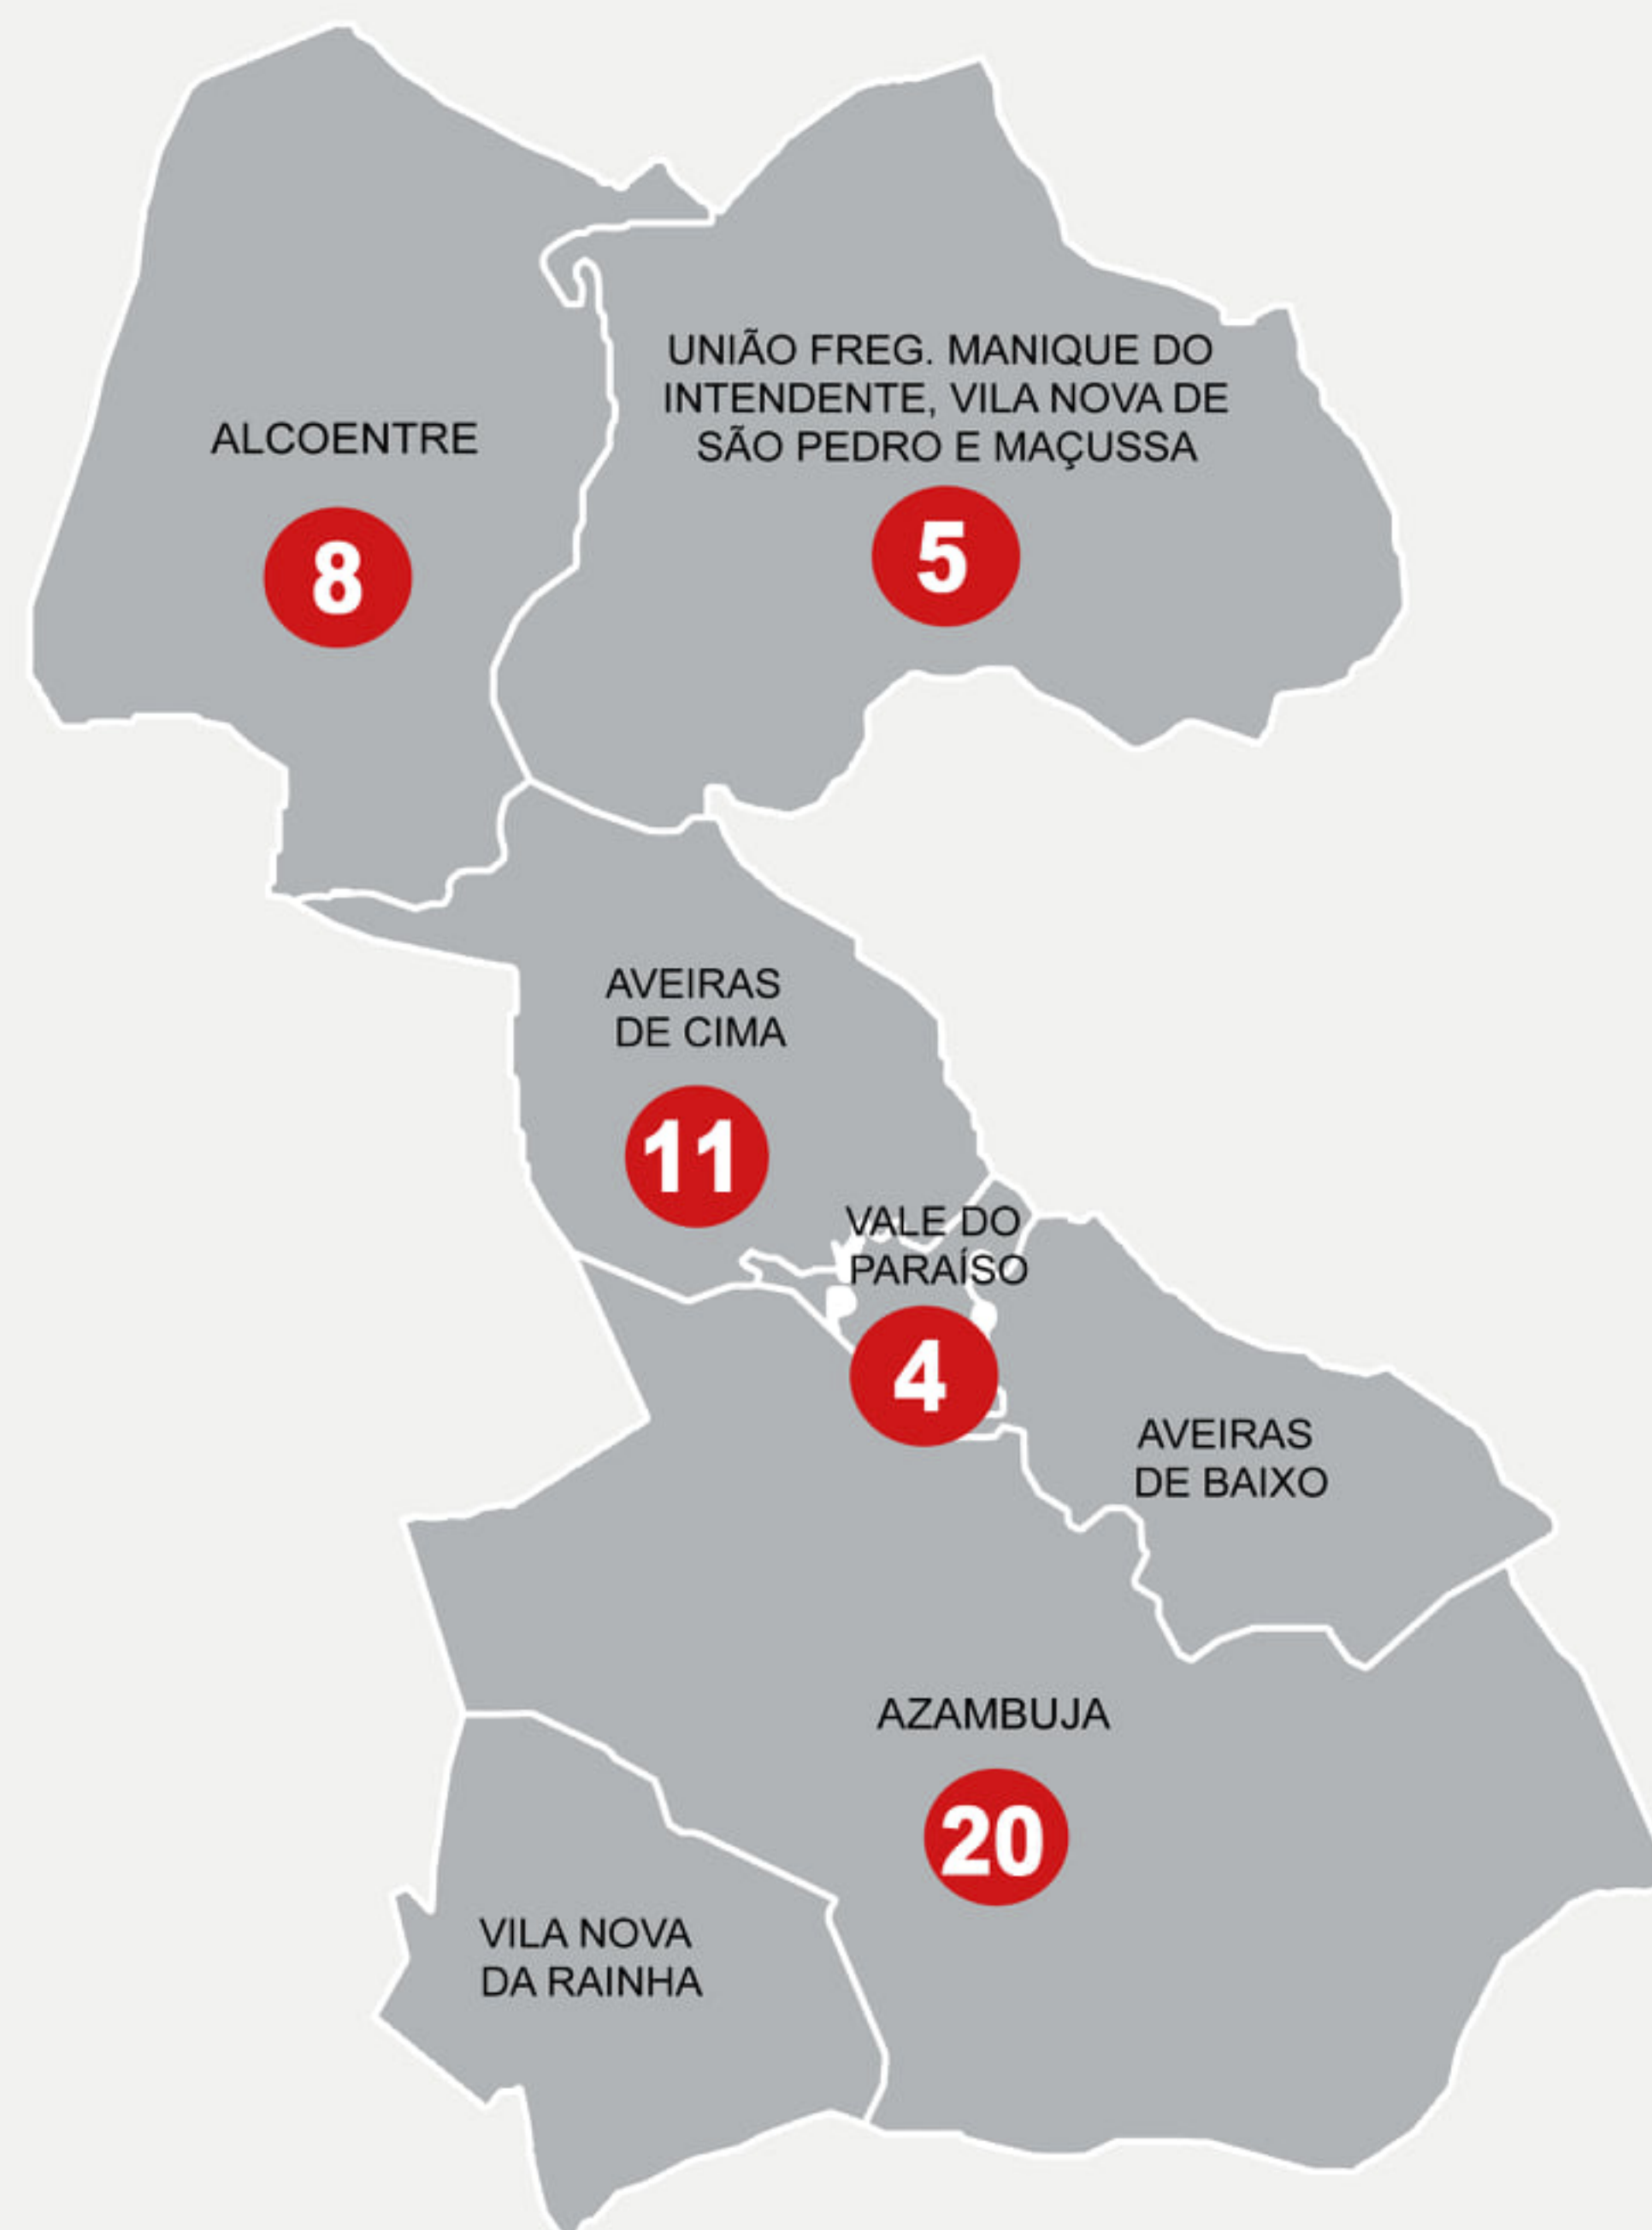 ALCOENTRE
8
UNIÃO FREG. MANIQUE DO
INTENDENTE, VILA NOVA DE
SÃO PEDRO E MAÇUSSA
5
AVEIRAS
DE CIMA
11
VALE DO
PARAÍSO
4
AVEIRAS
DE BAIXO
AZAMBUJA
20
VILA NOVA
DA RAINHA